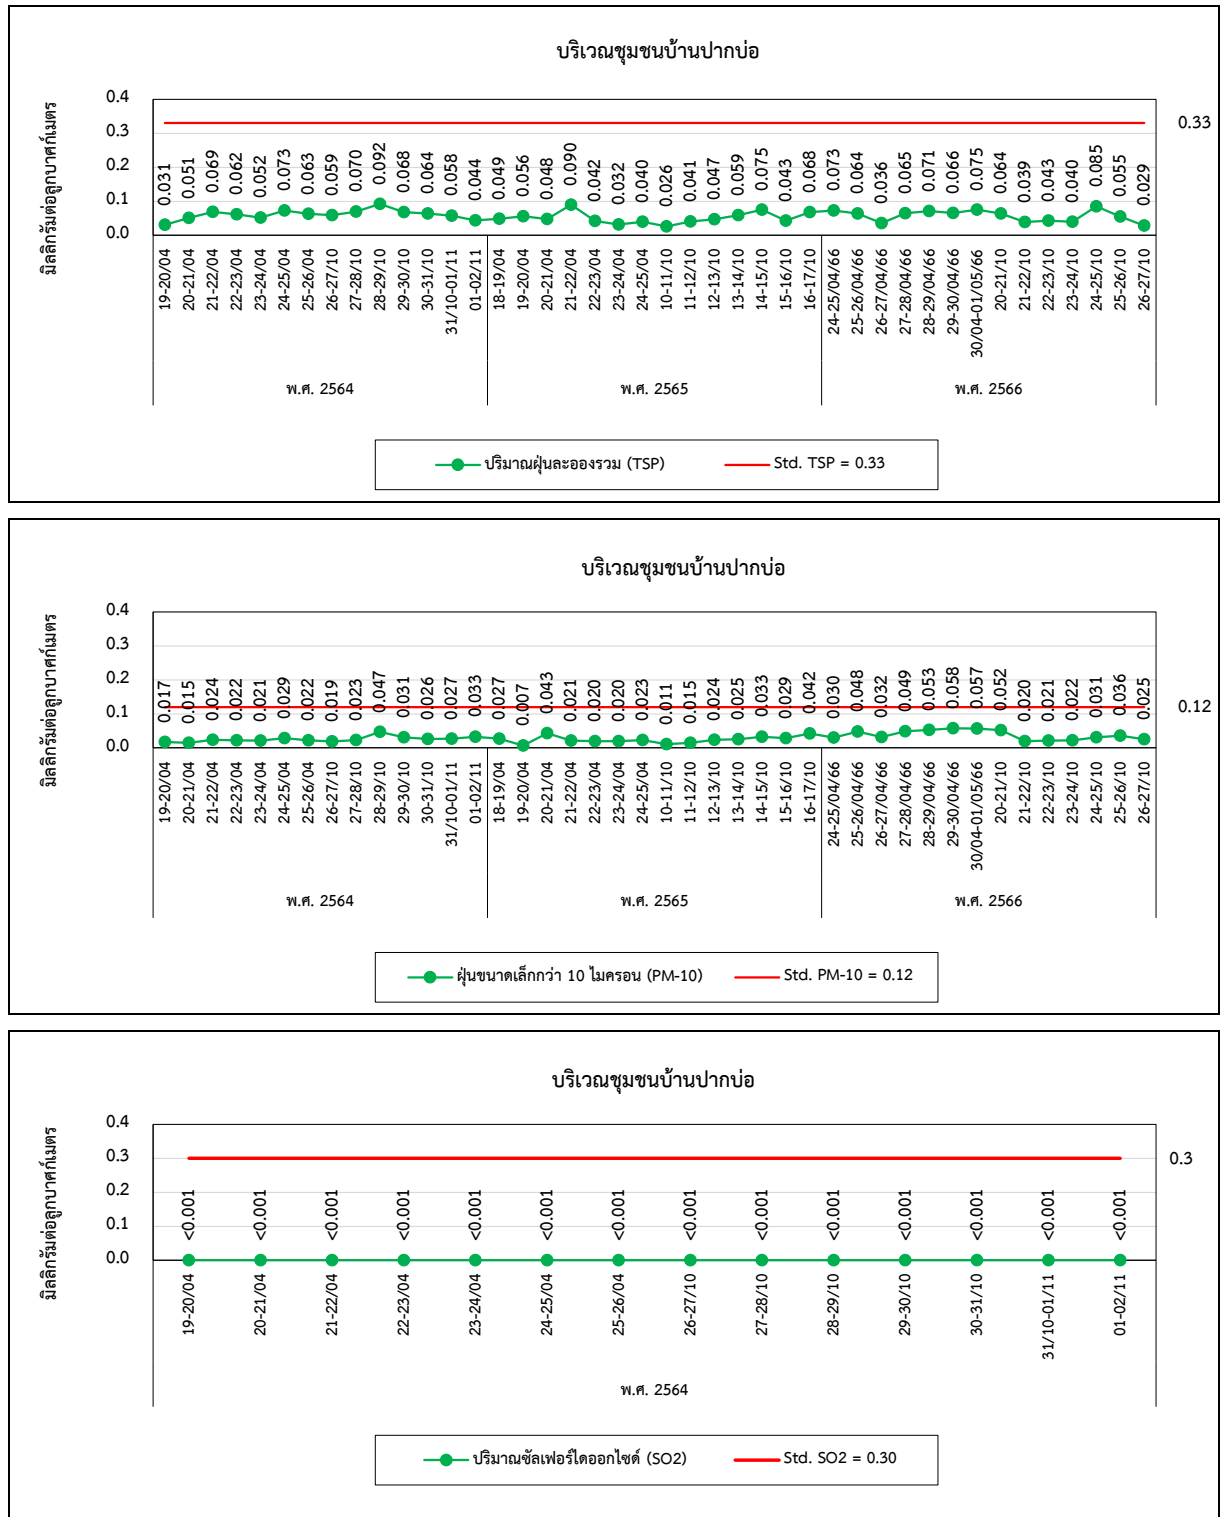 บริเวณชุมชนบ้านปากบ่อ
มิลลิกรัมต่อลูกบาศก์เมตร
0.4
0.3
0.2
0.1
0.0
0.33
0.031 0.051 0.069 0.062 0.052 0.073 0.063 0.059 0.070 0.092 0.068 0.064 0.058 0.044 0.049 0.056 0.048 0.090 0.042 0.032 0.040 0.026 0.041 0.047 0.059 0.075 0.043 0.068 0.073 0.064 0.036 0.065 0.071 0.066 0.075 0.064 0.039 0.043 0.040 0.085 0.055 0.029
19-20/04 20-21/04 21-22/04 22-23/04 23-24/04 24-25/04 25-26/04 26-27/10 27-28/10 28-29/10 29-30/10 30-31/10 31/10-01/11 01-02/11 18-19/04 19-20/04 20-21/04 21-22/04 22-23/04 23-24/04 24-25/04 10-11/10 11-12/10 12-13/10 13-14/10 14-15/10 15-16/10 16-17/10 24-25/04/66 25-26/04/66 26-27/04/66 27-28/04/66 28-29/04/66 29-30/04/66 30/04-01/05/66 20-21/10 21-22/10 22-23/10 23-24/10 24-25/10 25-26/10 26-27/10
พ.ศ. 2564 พ.ศ. 2565 พ.ศ. 2566
ปริมาณฝุ่นละอองรวม (TSP) Std. TSP = 0.33
บริเวณชุมชนบ้านปากบ่อ
มิลลิกรัมต่อลูกบาศก์เมตร
0.4
0.3
0.2
0.1
0.0
0.12
0.017 0.015 0.024 0.022 0.021 0.029 0.022 0.019 0.023 0.047 0.031 0.026 0.027 0.033 0.027 0.007 0.043 0.021 0.020 0.020 0.023 0.011 0.015 0.024 0.025 0.033 0.029 0.042 0.030 0.048 0.032 0.049 0.053 0.058 0.057 0.052 0.020 0.021 0.022 0.031 0.036 0.025
19-20/04 20-21/04 21-22/04 22-23/04 23-24/04 24-25/04 25-26/04 26-27/10 27-28/10 28-29/10 29-30/10 30-31/10 31/10-01/11 01-02/11 18-19/04 19-20/04 20-21/04 21-22/04 22-23/04 23-24/04 24-25/04 10-11/10 11-12/10 12-13/10 13-14/10 14-15/10 15-16/10 16-17/10 24-25/04/66 25-26/04/66 26-27/04/66 27-28/04/66 28-29/04/66 29-30/04/66 30/04-01/05/66 20-21/10 21-22/10 22-23/10 23-24/10 24-25/10 25-26/10 26-27/10
พ.ศ. 2564 พ.ศ. 2565 พ.ศ. 2566
ฝุ่นขนาดเล็กกว่า 10 ไมครอน (PM-10) Std. PM-10 = 0.12
บริเวณชุมชนบ้านปากบ่อ
มิลลิกรัมต่อลูกบาศก์เมตร
0.4
0.3
0.2
0.1
0.0
0.3
<0.001 <0.001 <0.001 <0.001 <0.001 <0.001 <0.001 <0.001 <0.001 <0.001 <0.001 <0.001 <0.001 <0.001
19-20/04 20-21/04 21-22/04 22-23/04 23-24/04 24-25/04 25-26/04 26-27/10 27-28/10 28-29/10 29-30/10 30-31/10 31/10-01/11 01-02/11
พ.ศ. 2564
ปริมาณซัลเฟอร์ไดออกไซด์ (SO2) Std. SO2 = 0.30